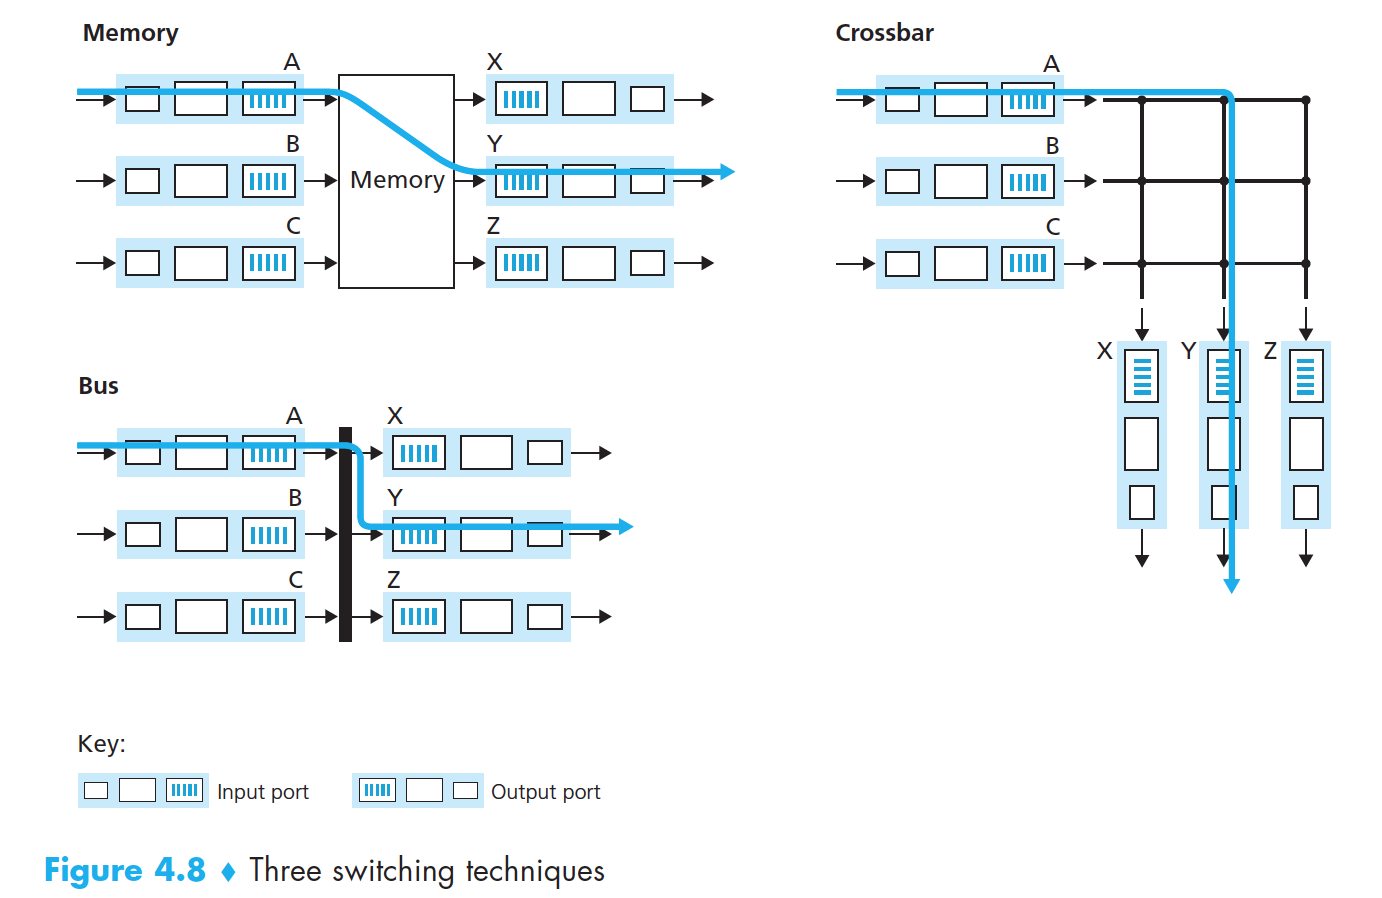 Memory
A
X
B
Y
Memory
C
Z
Crossbar
A
B
C
X
Y
Z
Bus
A
X
B
Y
C
Z
Key:
Input port
Output port
Figure 4.8 ♦ Three switching techniques